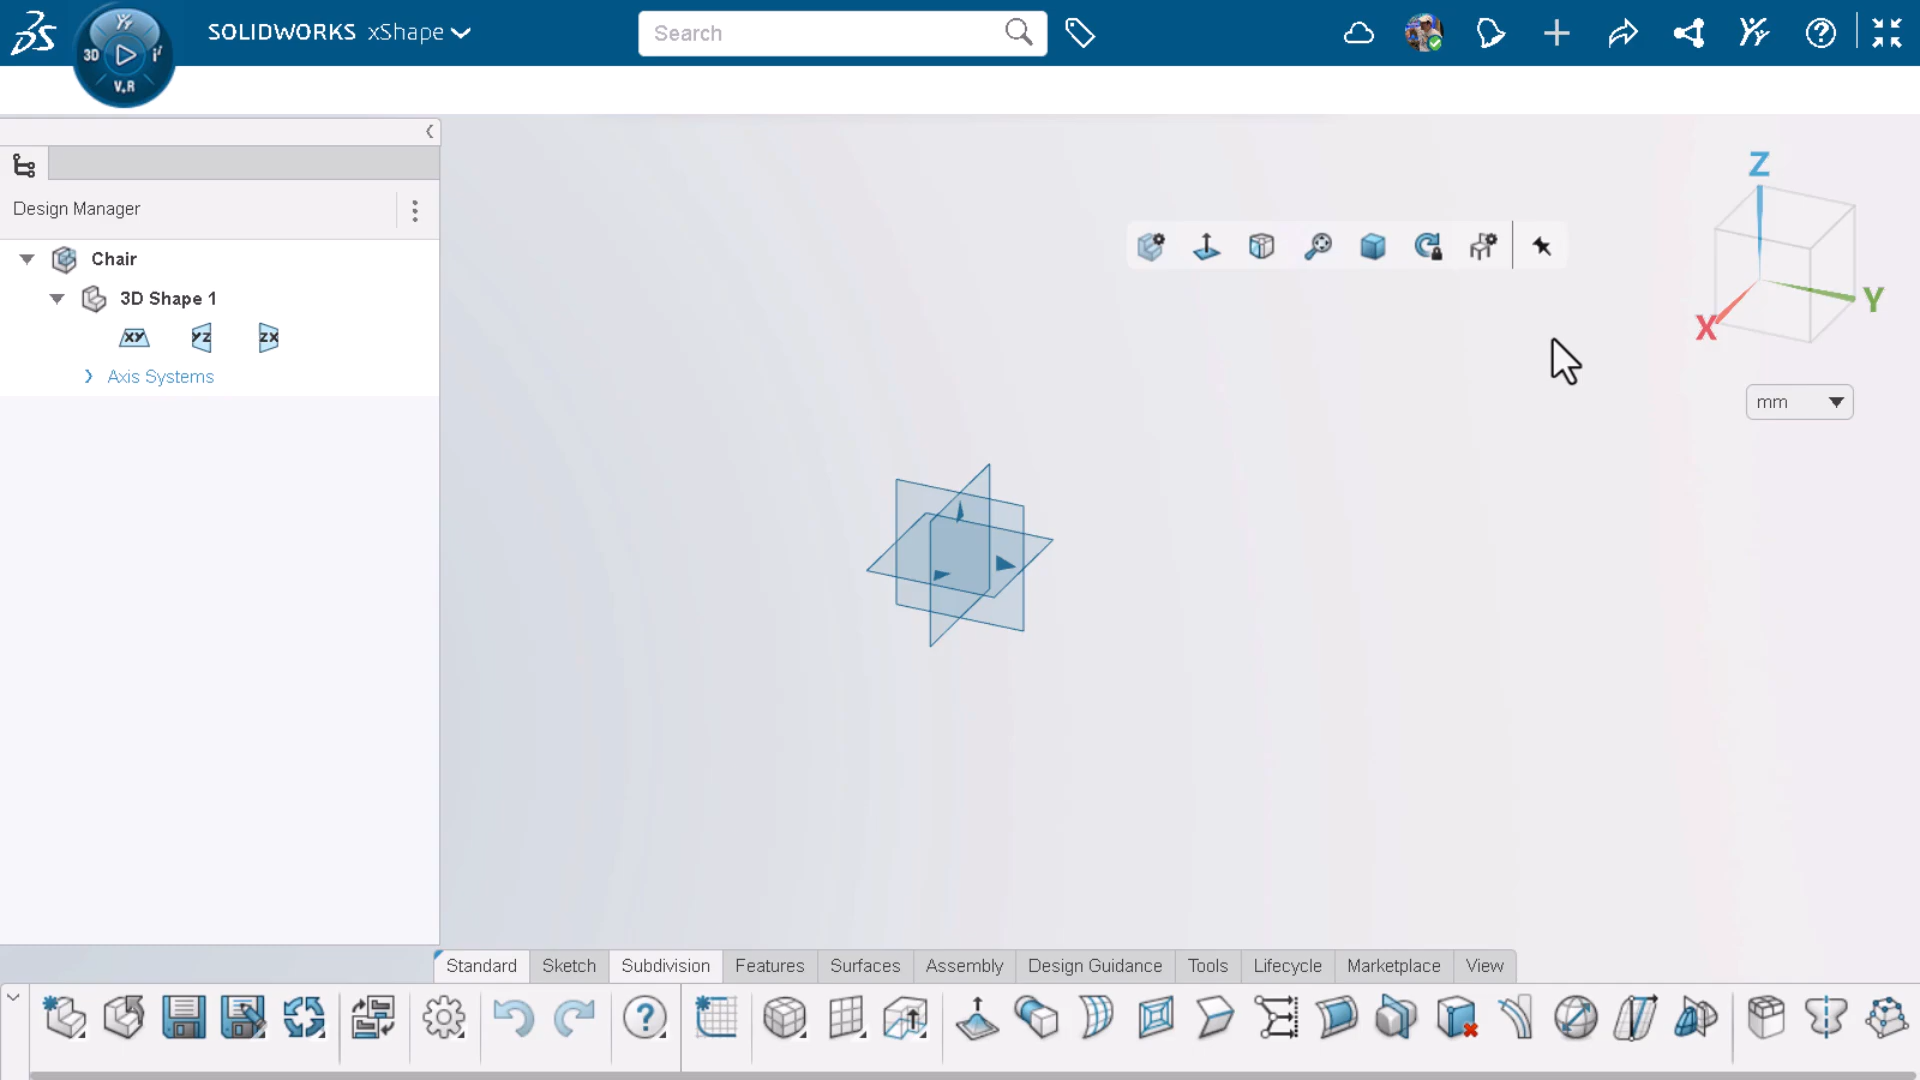 3D
V.R
SOLIDWORKS xShape
Search
Design Manager
Chair
3D Shape 1
XY
YZ
ZX
Axis Systems
Z
Y
X
mm
Standard
Sketch
Subdivision
Features
Surfaces
Assembly
Design Guidance
Tools
Lifecycle
Marketplace
View